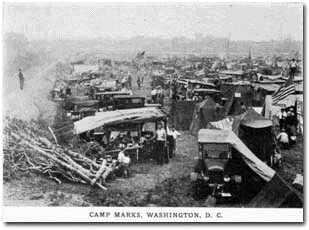 CAMP MARKS, WASHINGTON, D. C.